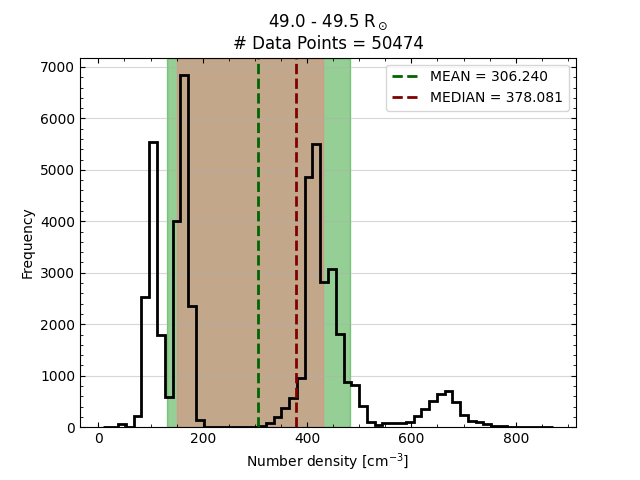 49.0 - 49.5 R⊙
# Data Points = 50474
MEAN = 306.240
MEDIAN = 378.081
7000
6000
5000
4000
3000
2000
1000
0
Frequency
0 200 400 600 800
Number density [cm⁻³]